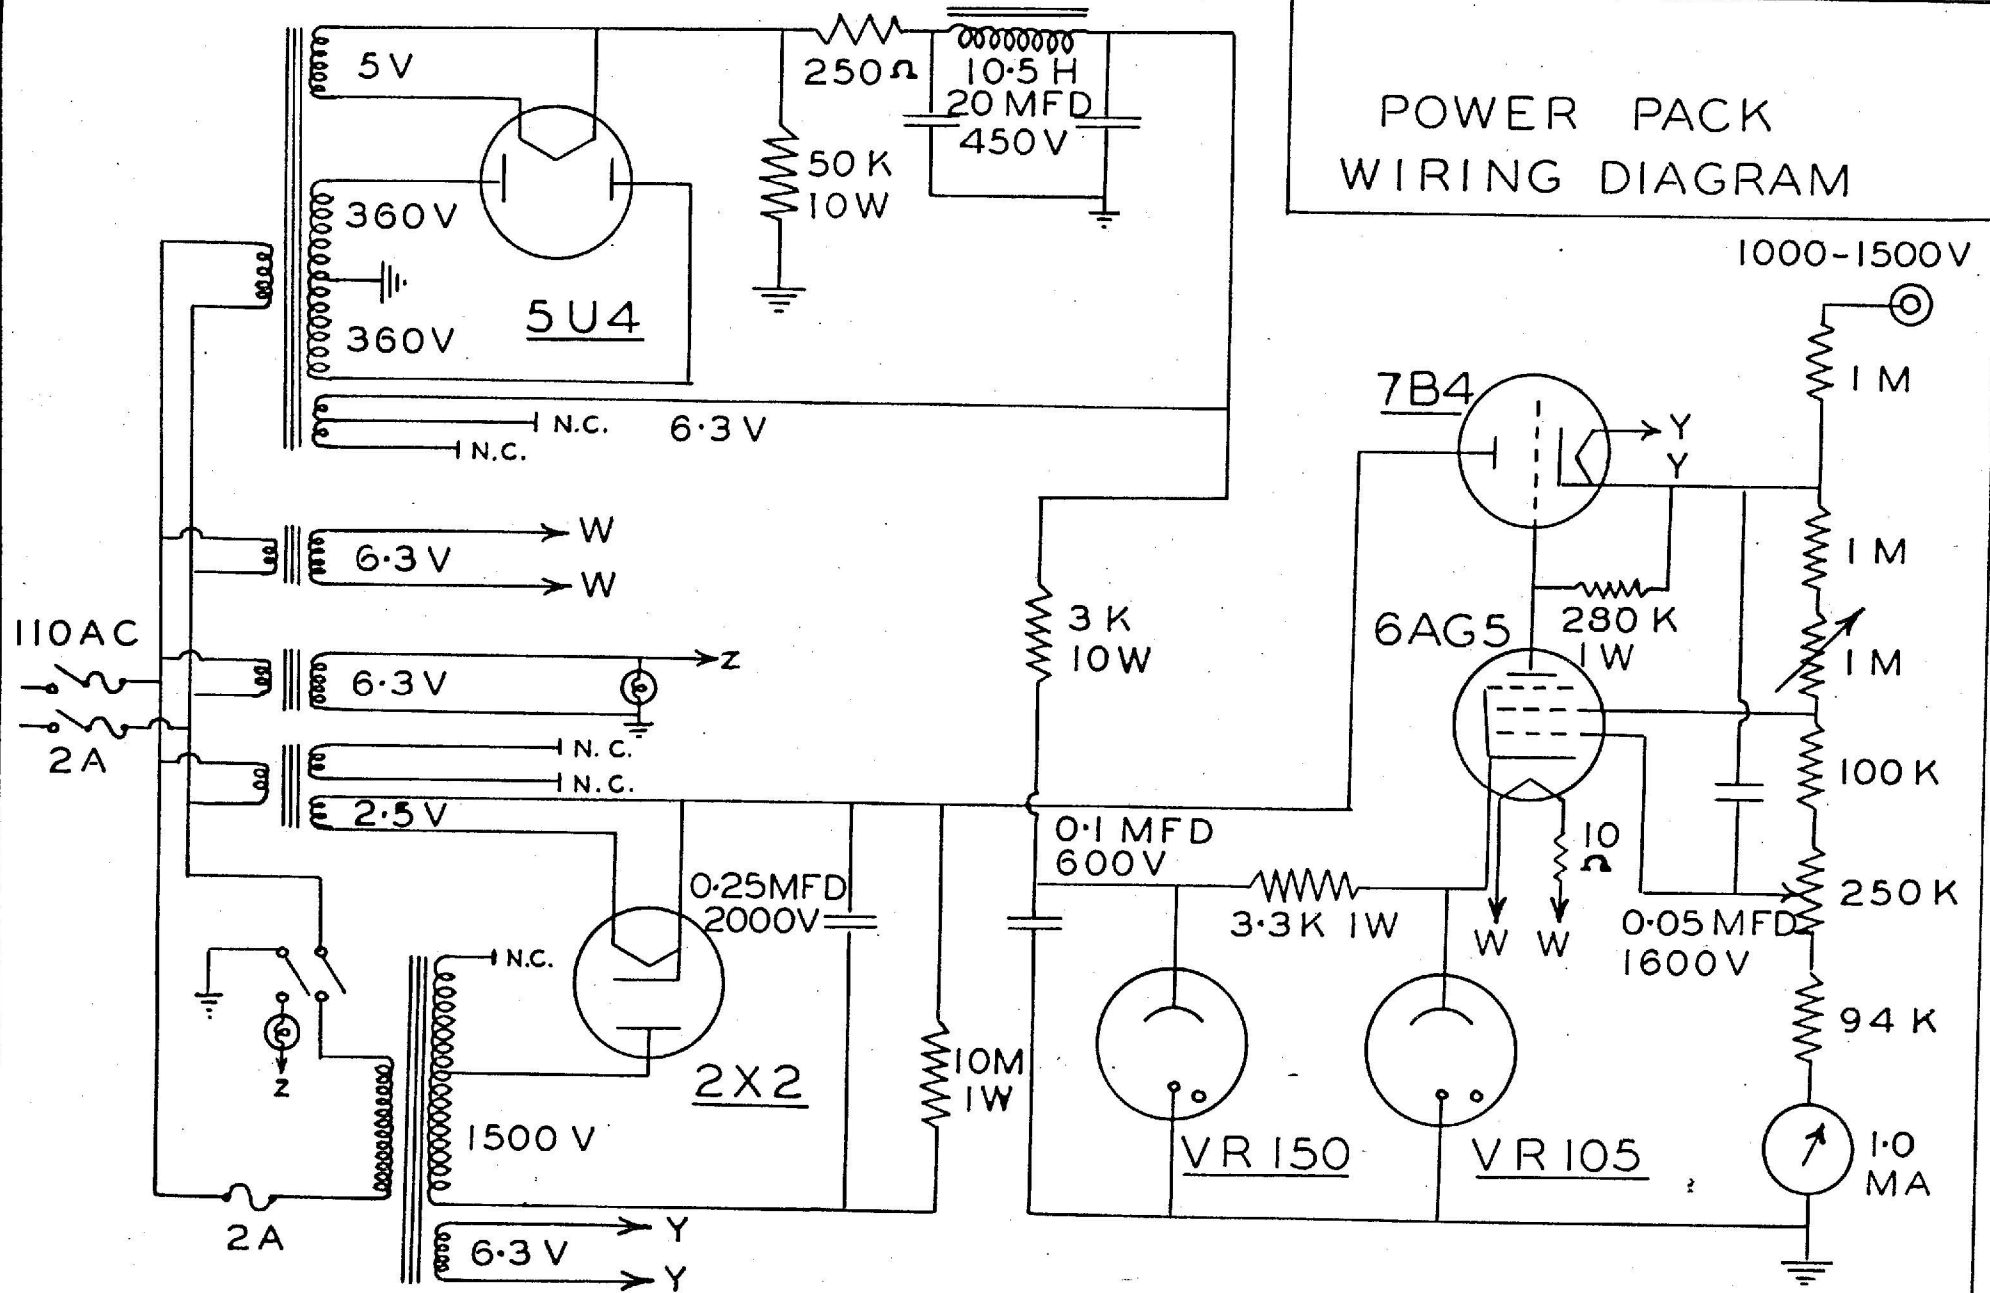 POWER PACK
WIRING DIAGRAM
5V
250Ω
10·5 H
20 MFD
450V
50 K
10W
360V
360V
5U4
N.C.
N.C.
6·3 V
1000-1500V
1 M
7B4
Y
Y
1 M
6·3 V
W
W
3 K
10W
6AG5
280 K
1W
1 M
110AC
2A
6·3 V
Z
N.C.
N.C.
2·5 V
100 K
0·1 MFD
600V
10
Ω
0·25MFD
2000V
3·3K 1W
W W
0·05MFD
1600V
250 K
N.C.
94 K
Z
2X2
10M
1W
1500 V
VR 150
VR 105
1·0
MA
2A
6·3 V
Y
Y